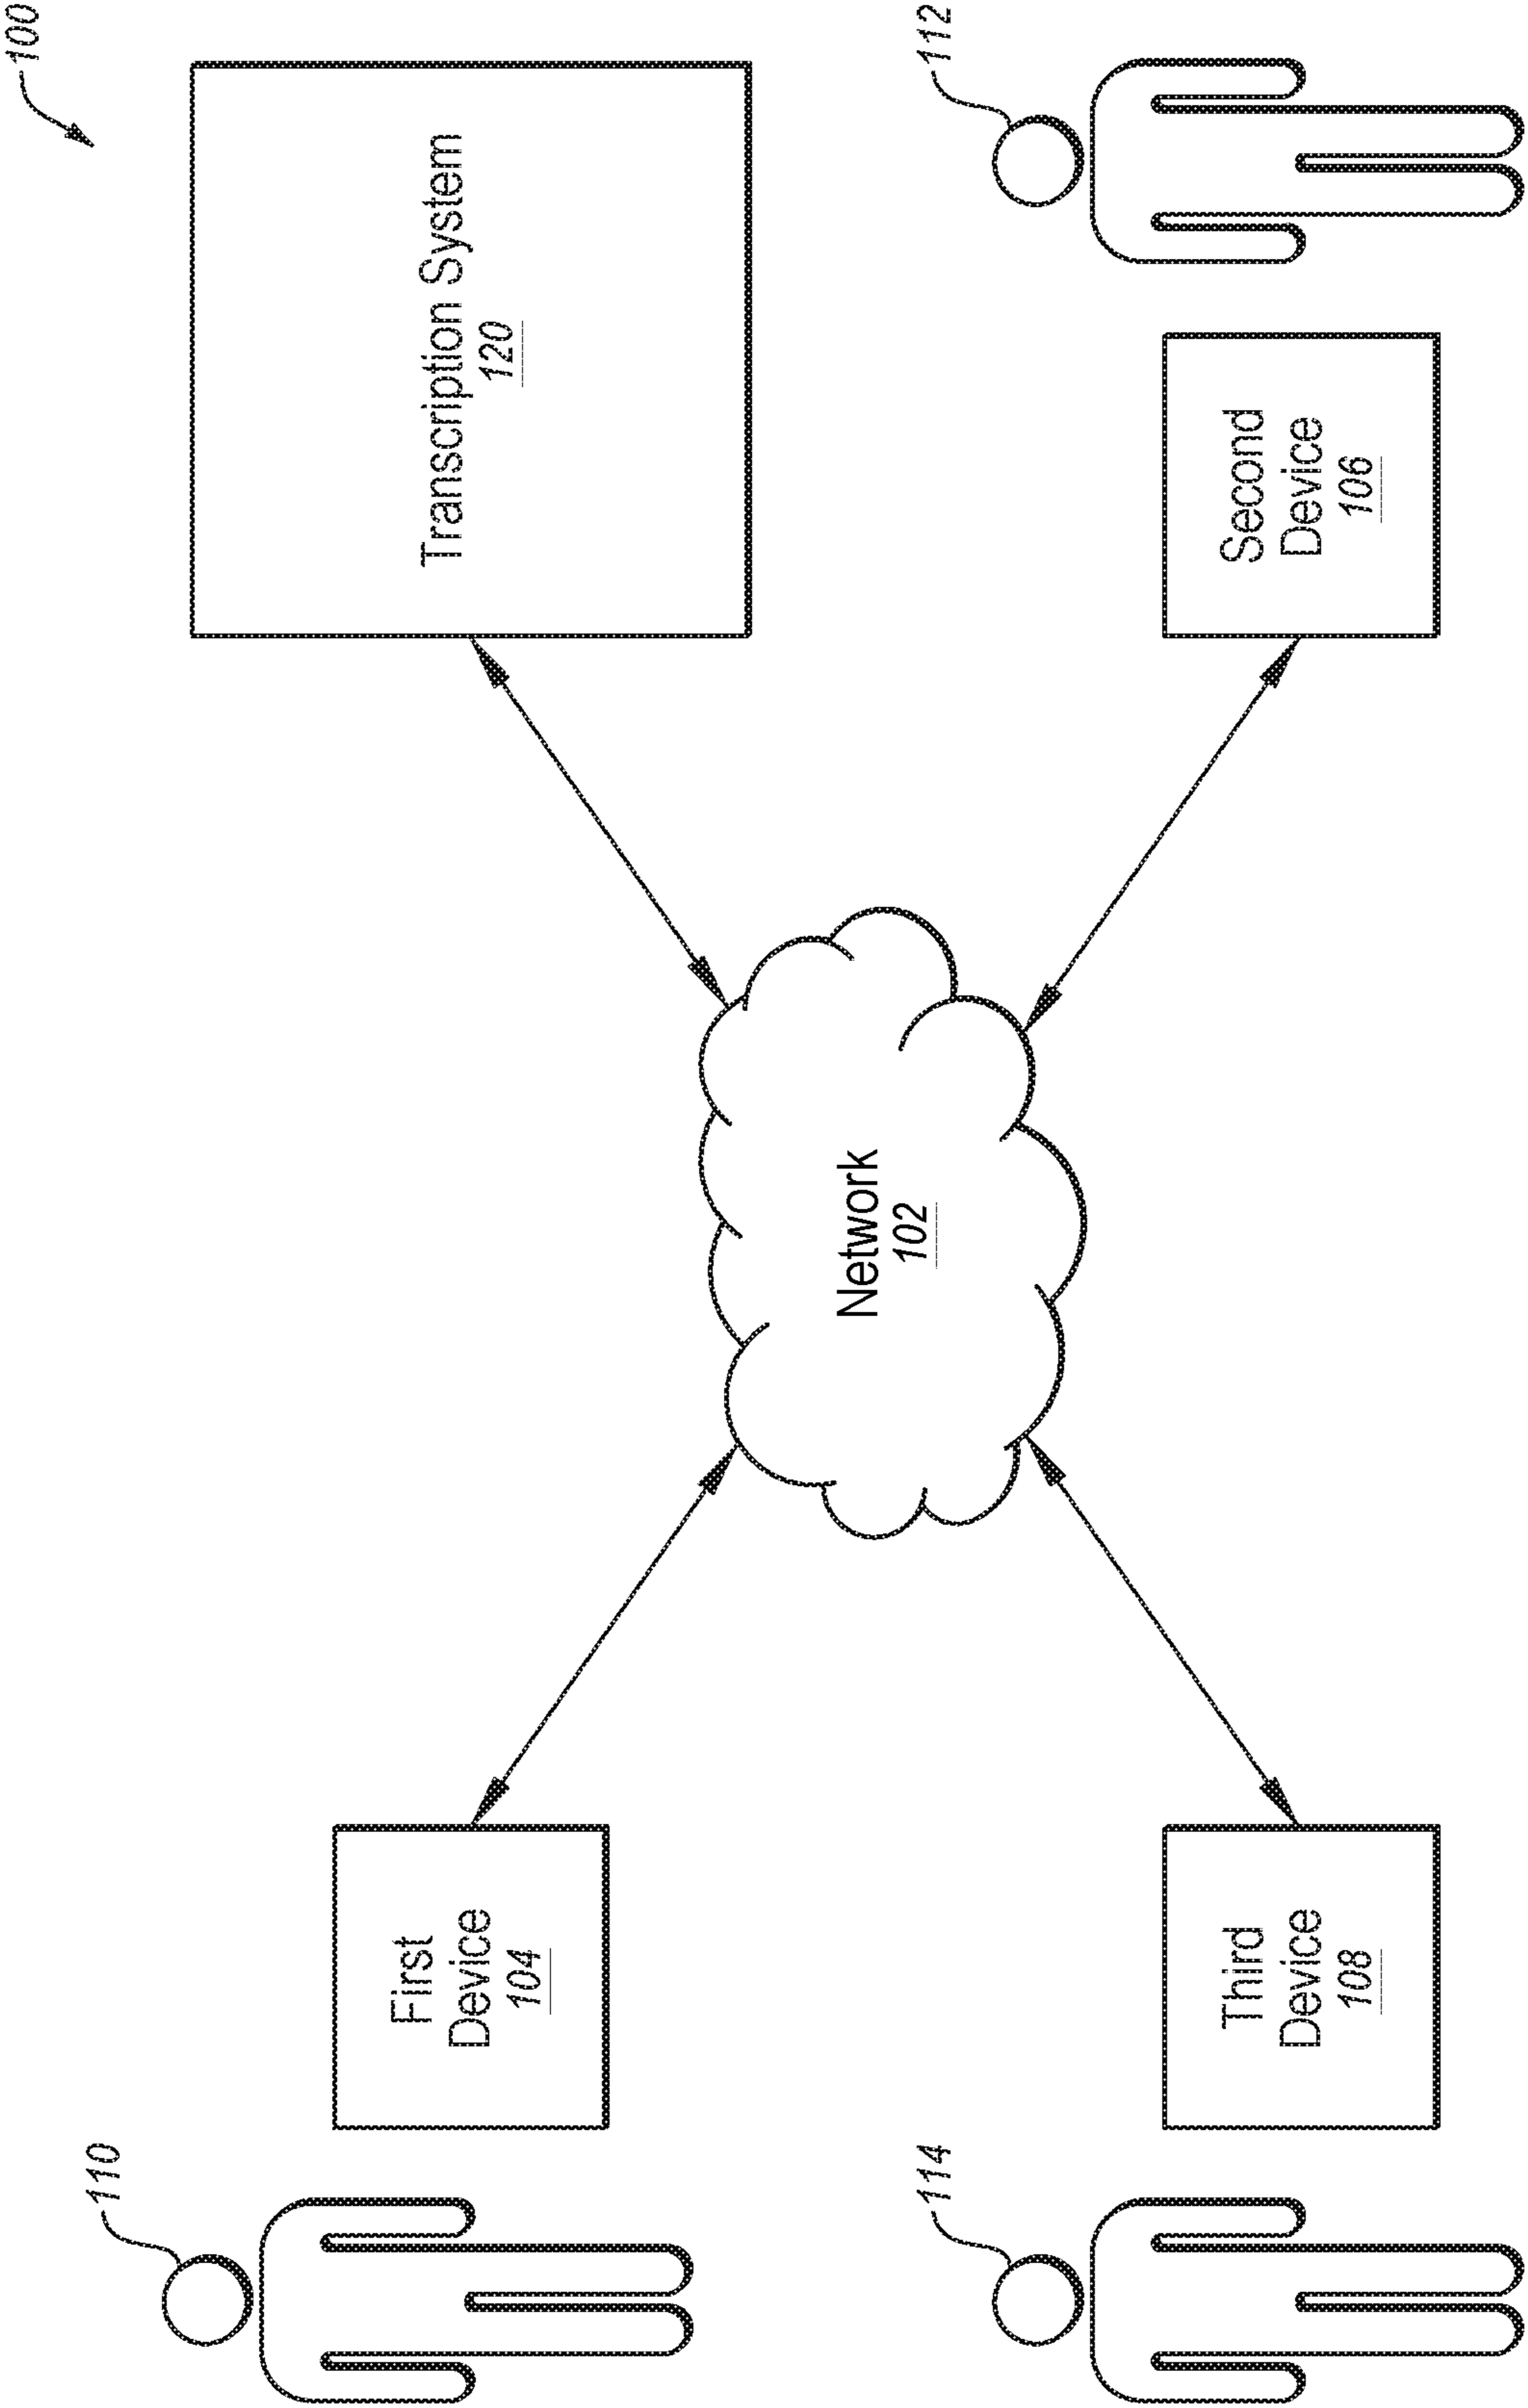 100
110
First
Device
104
Transcription System
120
Network
102
114
112
Third
Device
108
Second
Device
106